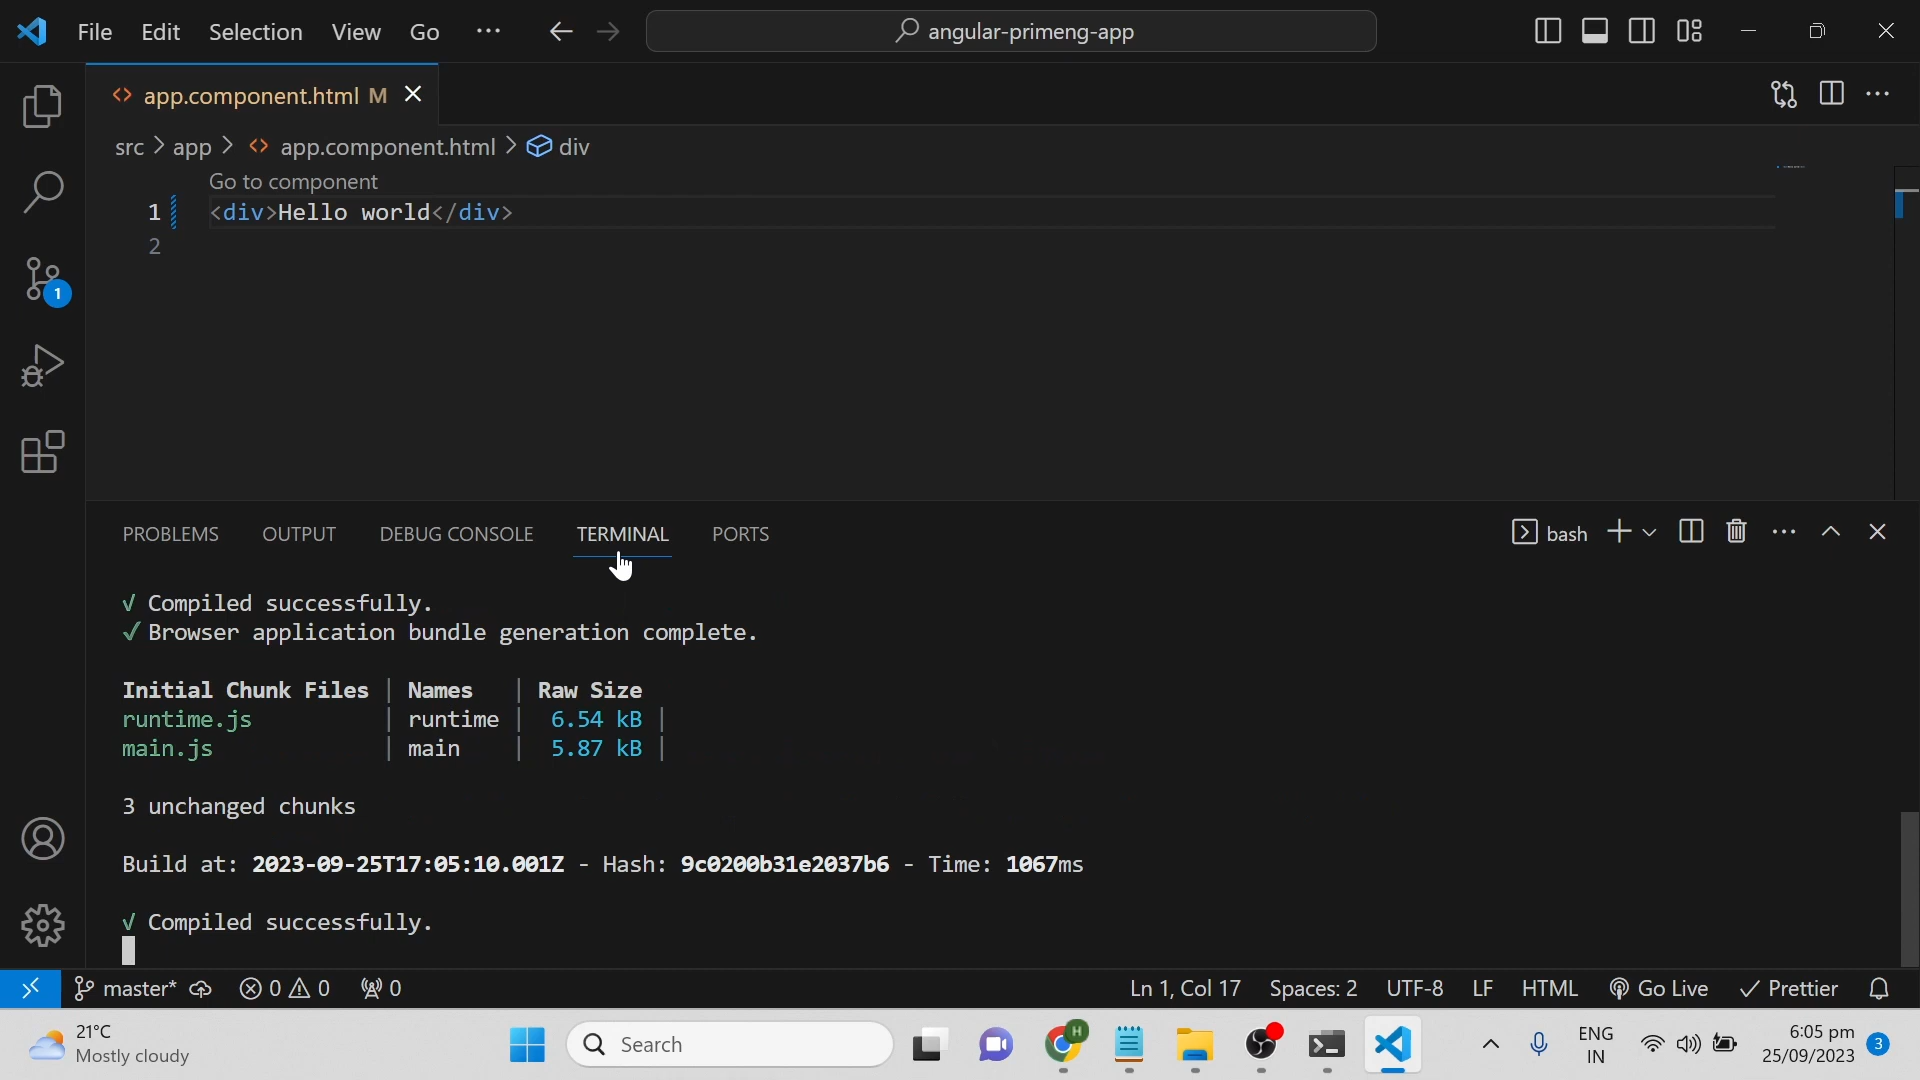 File Edit Selection View Go ··· angular-primeng-app
<> app.component.html M
src > app > <> app.component.html > div
Go to component
1 <div>Hello world</div>
2
1
PROBLEMS OUTPUT DEBUG CONSOLE TERMINAL PORTS bash
√ Compiled successfully.
✓ Browser application bundle generation complete.
Initial Chunk Files | Names | Raw Size
runtime.js | runtime | 6.54 kB |
main.js | main | 5.87 kB |
3 unchanged chunks
Build at: 2023-09-25T17:05:10.001Z - Hash: 9c0200b31e2037b6 - Time: 1067ms
√ Compiled successfully.
master* 0 0 0 Ln 1, Col 17 Spaces: 2 UTF-8 LF HTML Go Live ✓ Prettier
21°C
Mostly cloudy
Search
H
ENG
IN
6:05 pm
25/09/2023
3